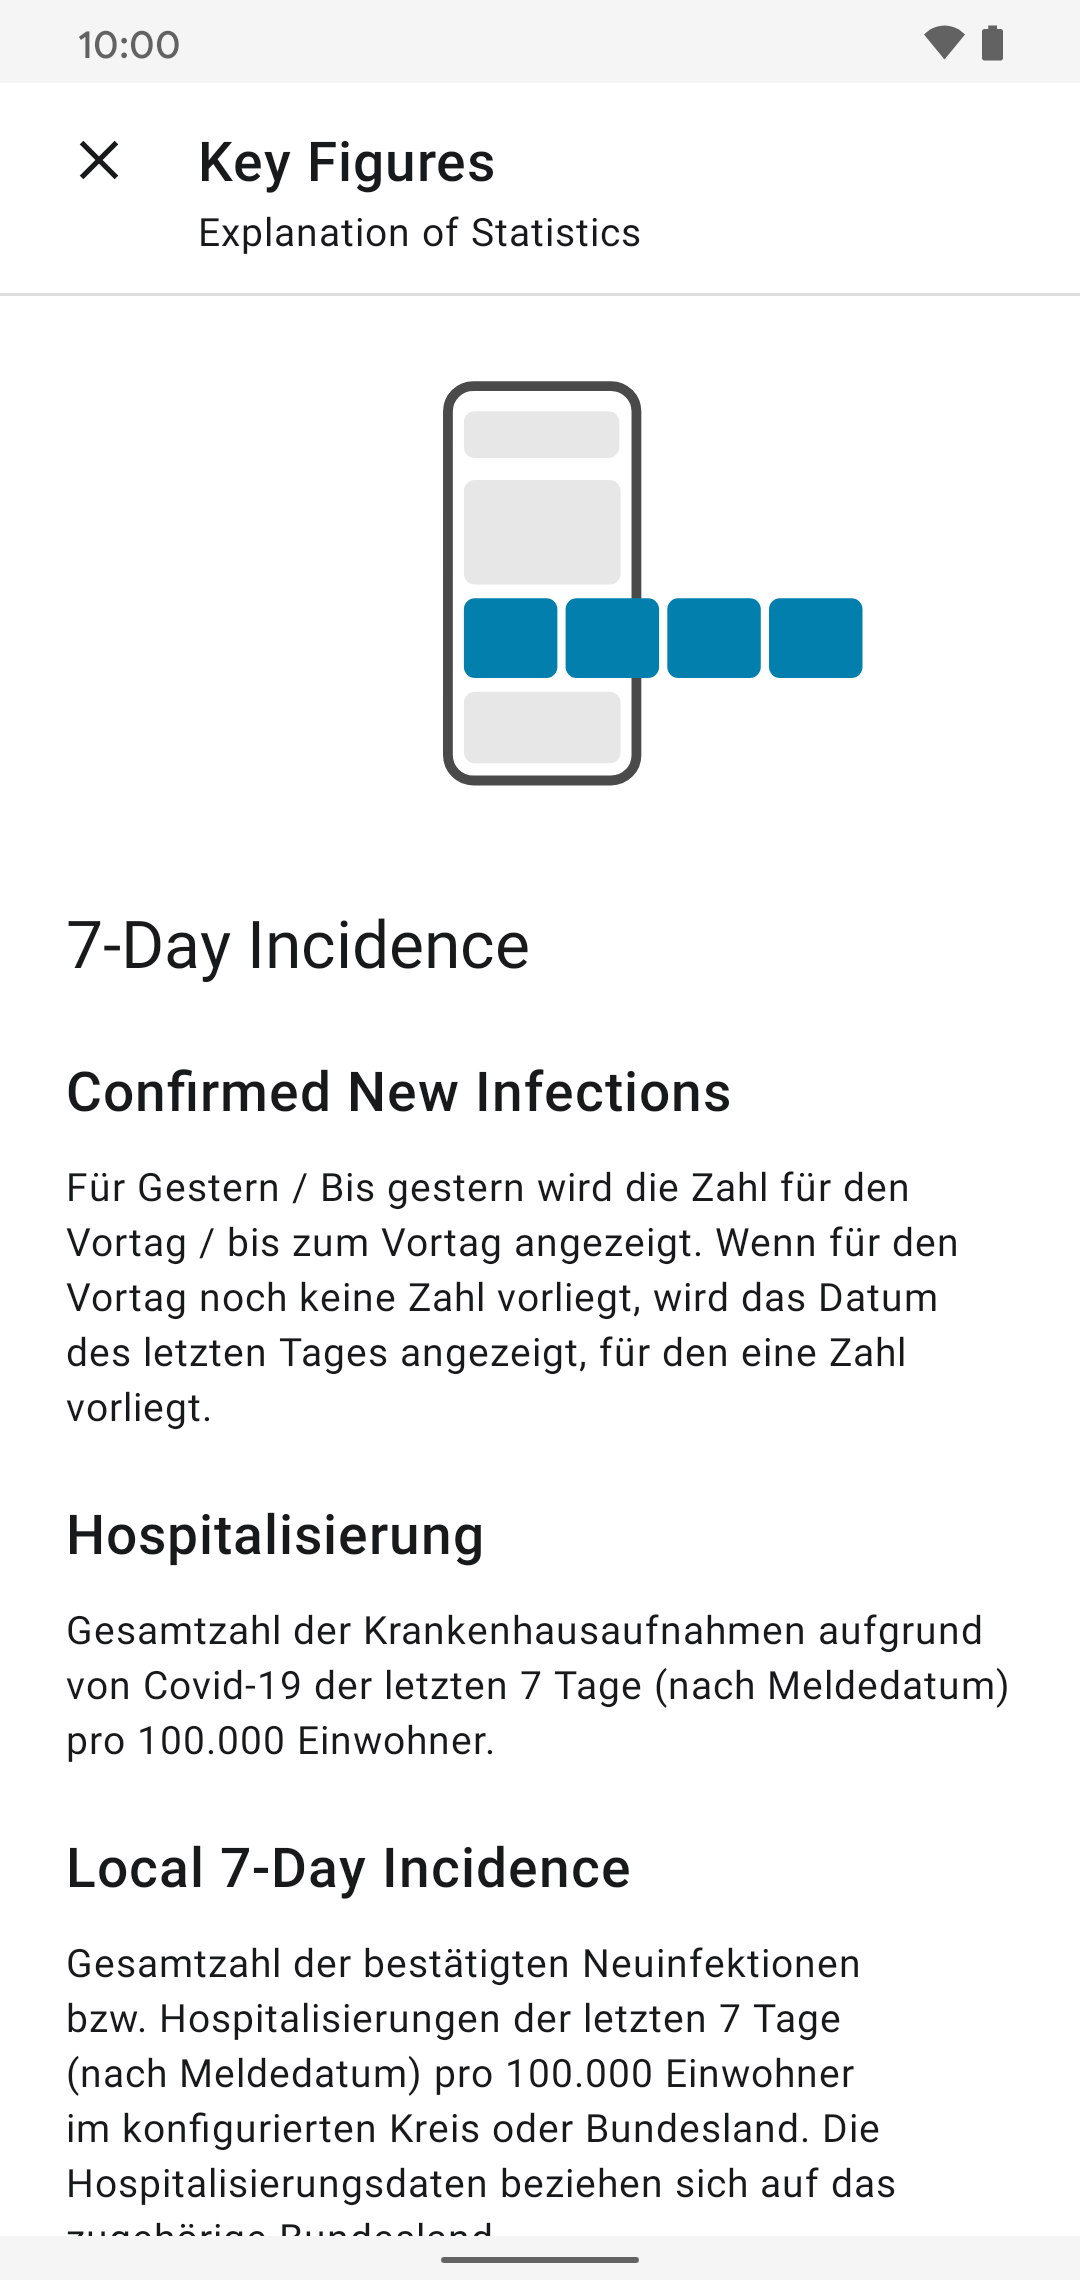 10:00
Key Figures
Explanation of Statistics
7-Day Incidence
Confirmed New Infections
Für Gestern / Bis gestern wird die Zahl für den
Vortag / bis zum Vortag angezeigt. Wenn für den
Vortag noch keine Zahl vorliegt, wird das Datum
des letzten Tages angezeigt, für den eine Zahl
vorliegt.
Hospitalisierung
Gesamtzahl der Krankenhausaufnahmen aufgrund
von Covid-19 der letzten 7 Tage (nach Meldedatum)
pro 100.000 Einwohner.
Local 7-Day Incidence
Gesamtzahl der bestätigten Neuinfektionen
bzw. Hospitalisierungen der letzten 7 Tage
(nach Meldedatum) pro 100.000 Einwohner
im konfigurierten Kreis oder Bundesland. Die
Hospitalisierungsdaten beziehen sich auf das
zugehörige Bundesland.